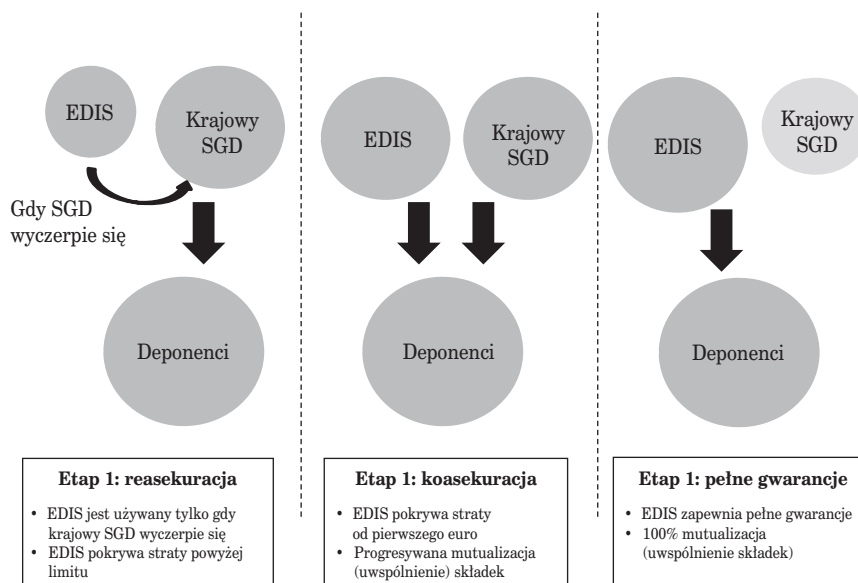 EDIS
Krajowy
SGD
Gdy SGD
wyczerpie się
Deponenci
Etap 1: reasekuracja
• EDIS jest używany tylko gdy
krajowy SGD wyczerpie się
• EDIS pokrywa straty powyżej
limitu
EDIS
Krajowy
SGD
Deponenci
Etap 1: koasekuracja
• EDIS pokrywa straty
od pierwszego euro
• Progresywana mutualizacja
(uwspólnienie) składek
EDIS
Krajowy
SGD
Deponenci
Etap 1: pełne gwarancje
• EDIS zapewnia pełne gwarancje
• 100% mutualizacja
(uwspólnienie składek)